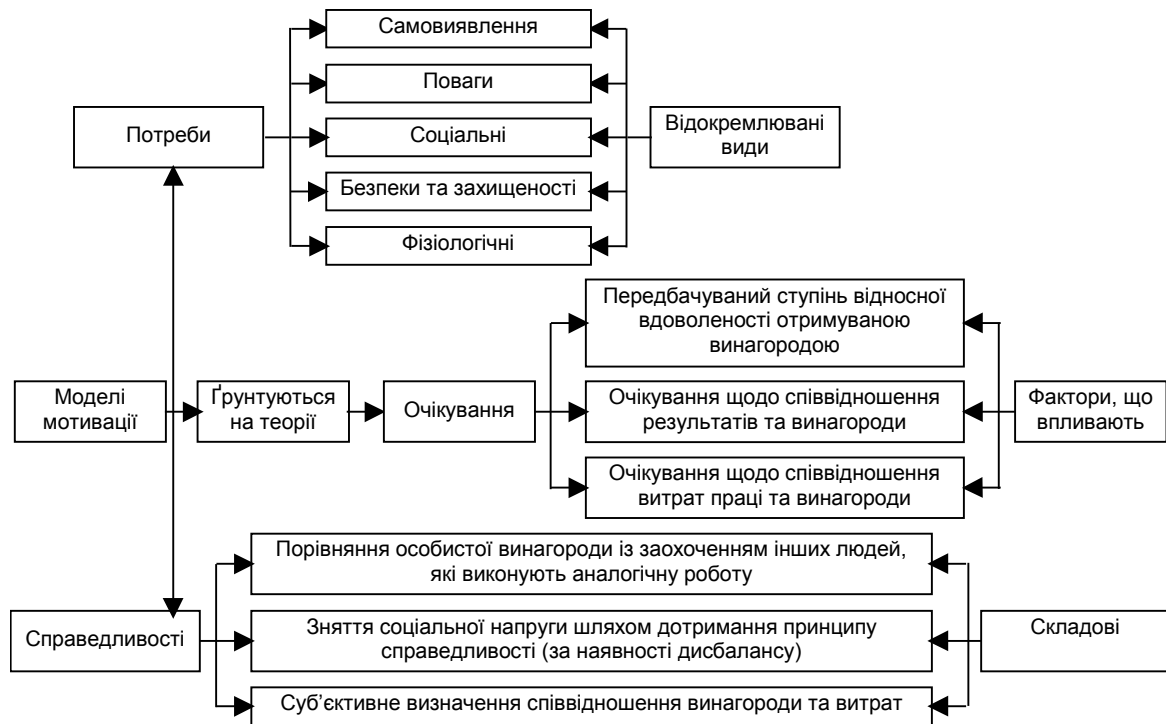 Самовиявлення
Поваги
Потреби
Соціальні
Відокремлювані
види
Безпеки та захищеності
Фізіологічні
Передбачуваний ступінь відносної
вдоволеності отримуваною
винагородою
Моделі
мотивації
Ґрунтуються
на теорії
Очікування
Очікування щодо співвідношення
результатів та винагороди
Фактори, що
впливають
Очікування щодо співвідношення
витрат праці та винагороди
Порівняння особистої винагороди із заохоченням інших людей,
які виконують аналогічну роботу
Справедливості
Зняття соціальної напруги шляхом дотримання принципу
справедливості (за наявності дисбалансу)
Складові
Суб’єктивне визначення співвідношення винагороди та витрат